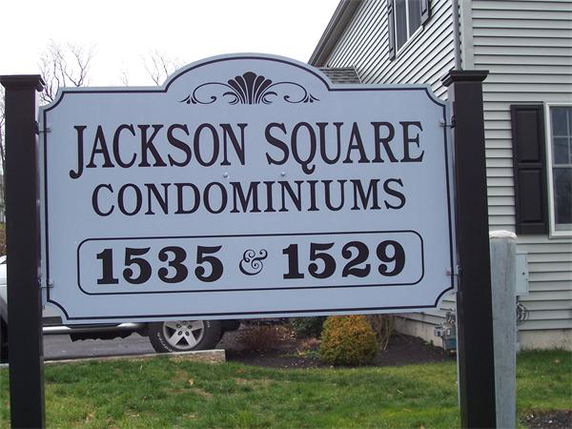 JACKSON SQUARE
CONDOMINIUMS
1535 & 1529